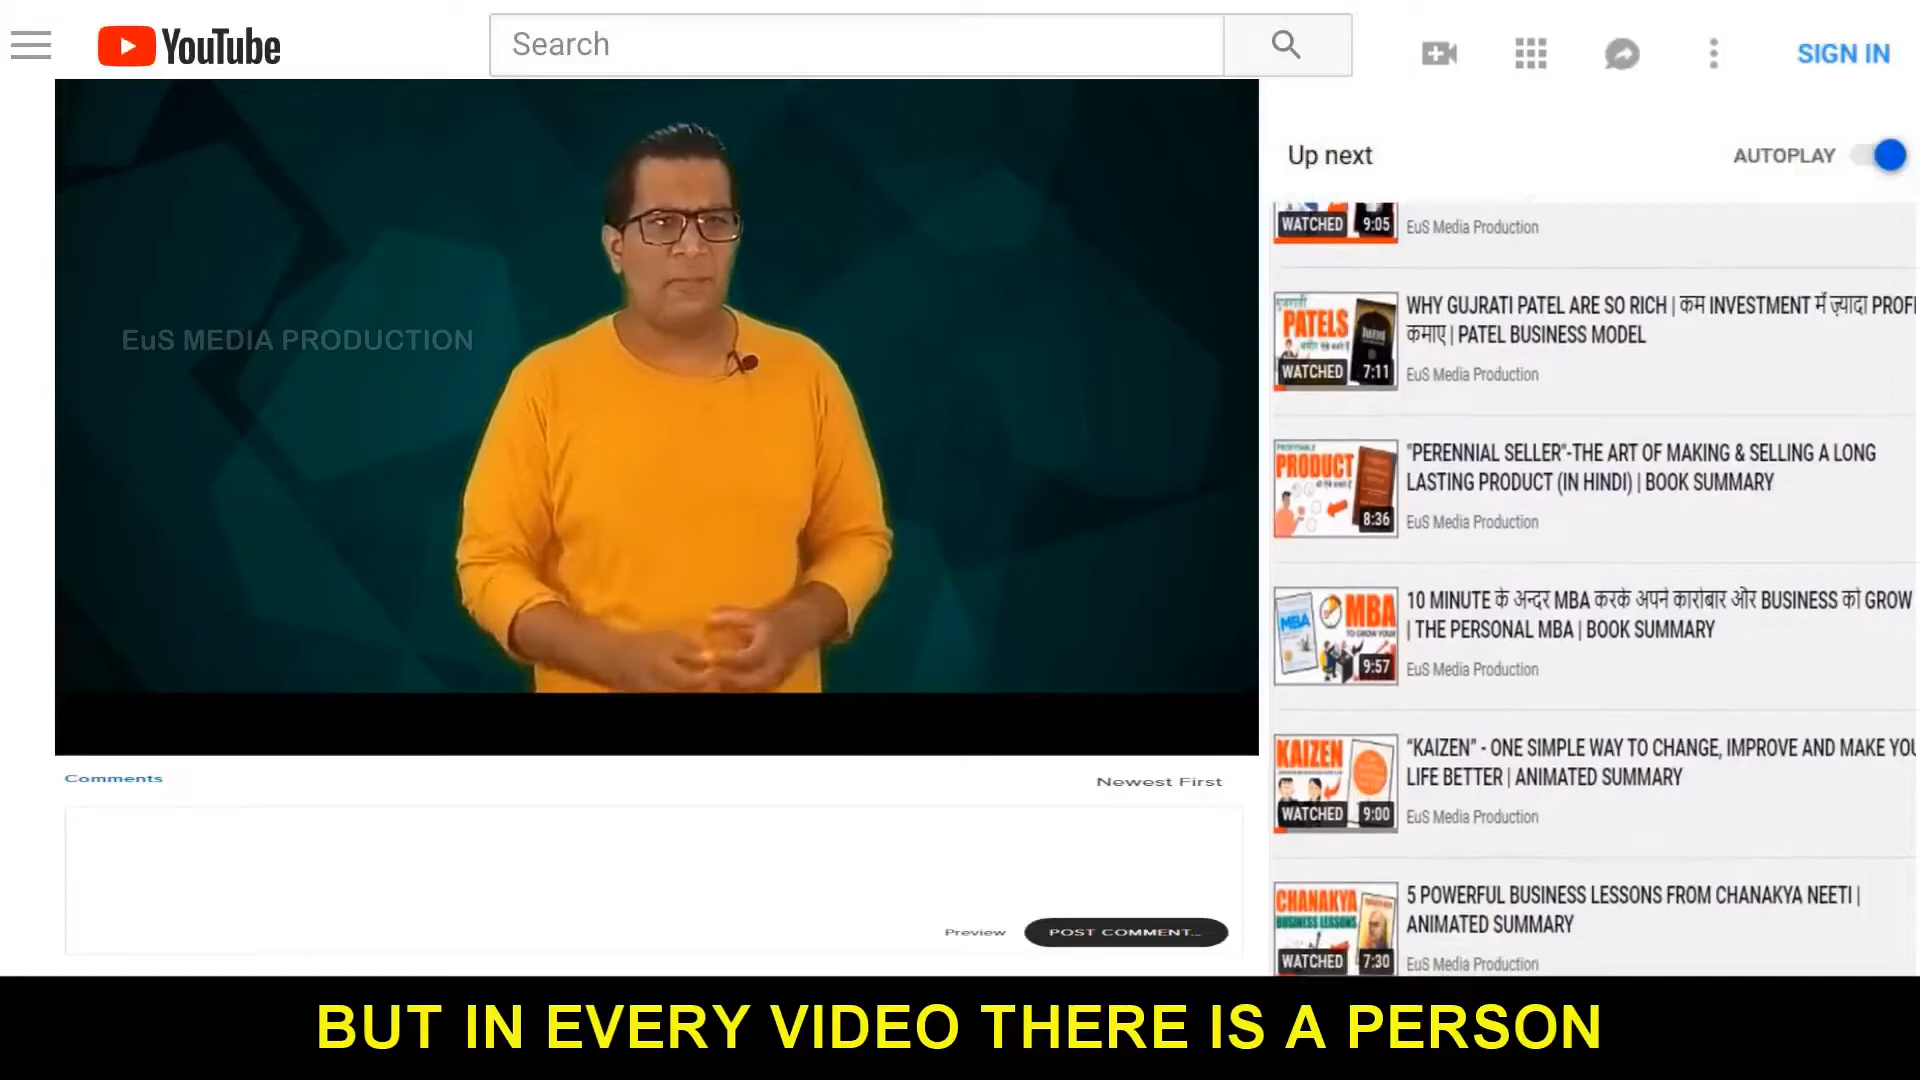 YouTube
Search
SIGN IN
Up next
AUTOPLAY
WATCHED 9:05
EuS Media Production
PATELS
WATCHED 7:11
WHY GUJRATI PATEL ARE SO RICH | कम INVESTMENT में ज़्यादा PROFI
कमाए | PATEL BUSINESS MODEL
EuS Media Production
EuS MEDIA PRODUCTION
PRODUCT
8:36
"PERENNIAL SELLER"-THE ART OF MAKING & SELLING A LONG
LASTING PRODUCT (IN HINDI) | BOOK SUMMARY
EuS Media Production
MBA
MBA
TO GROW YOUR
9:57
10 MINUTE के अन्दर MBA करके अपने कारोबार और BUSINESS को GROW
| THE PERSONAL MBA | BOOK SUMMARY
EuS Media Production
KAIZEN
WATCHED 9:00
“KAIZEN” - ONE SIMPLE WAY TO CHANGE, IMPROVE AND MAKE YOU
LIFE BETTER | ANIMATED SUMMARY
EuS Media Production
CHANAKYA
BUSINESS LESSONS
WATCHED 7:30
5 POWERFUL BUSINESS LESSONS FROM CHANAKYA NEETI |
ANIMATED SUMMARY
EuS Media Production
Comments
Newest First
Preview
POST COMMENT...
BUT IN EVERY VIDEO THERE IS A PERSON